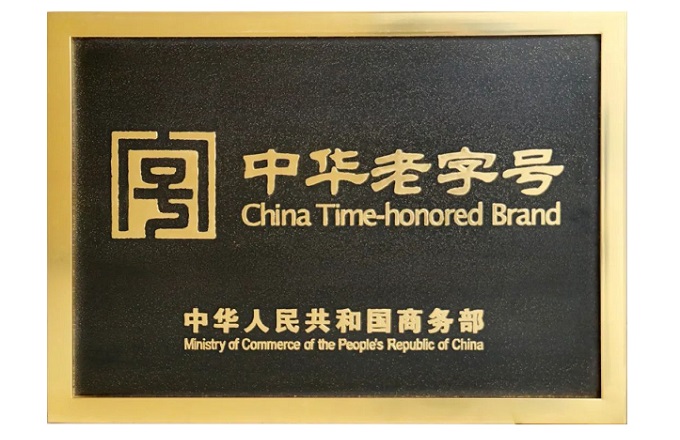 中华老字号
China Time-honored Brand
中华人民共和国商务部
Ministry of Commerce of the People's Republic of China